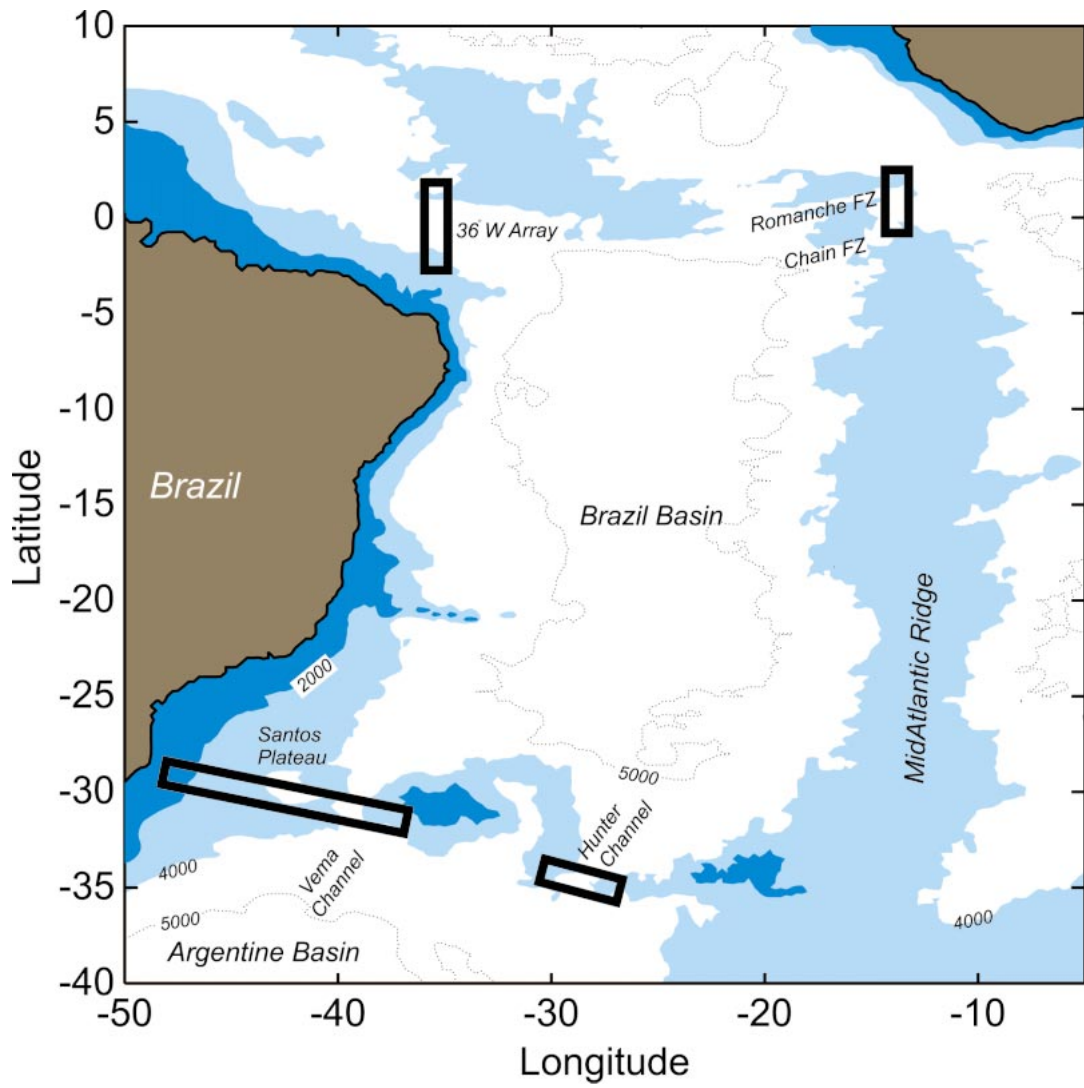 10
5
0
-5
-10
-15
-20
-25
-30
-35
-40
Latitude
-50
-40
-30
-20
-10
Longitude
Romanche FZ
36° W Array
Chain FZ
Brazil
Brazil Basin
MidAtlantic Ridge
2000
Santos
Plateau
5000
Hunter
Channel
Vema
Channel
4000
5000
4000
Argentine Basin